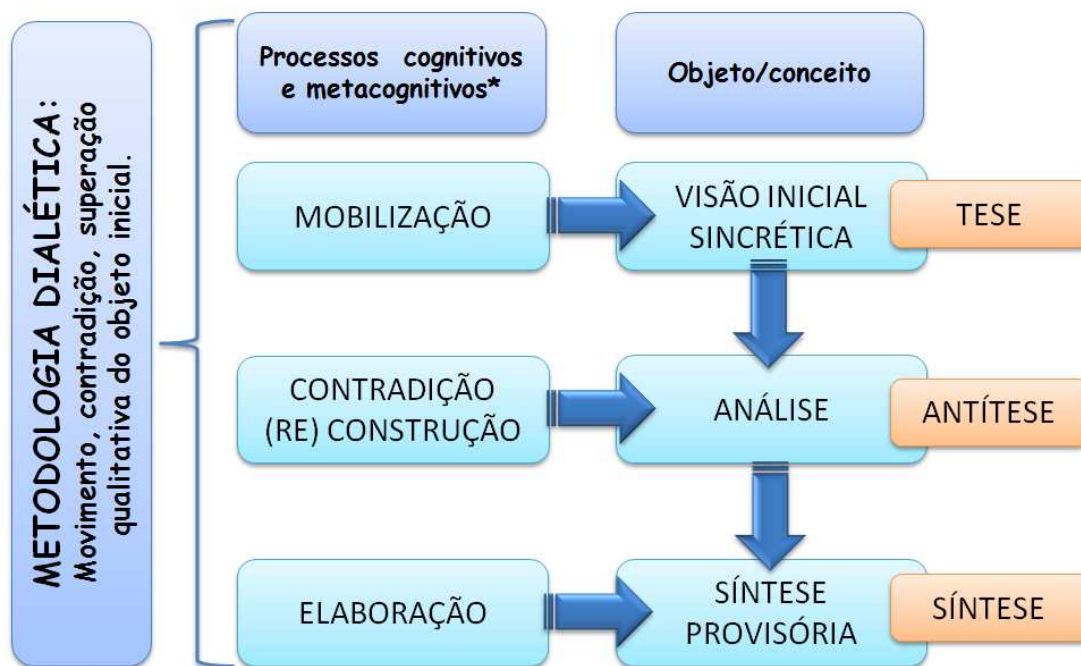 METODOLOGIA DIALÉTICA:
Movimento, contradição, superação
qualitativa do objeto inicial.
Processos cognitivos
e metacognitivos*
Objeto/conceito
MOBILIZAÇÃO
VISÃO INICIAL
SINCRÉTICA
TESE
CONTRADIÇÃO
(RE) CONSTRUÇÃO
ANÁLISE
ANTÍTESE
ELABORAÇÃO
SÍNTESE
PROVISÓRIA
SÍNTESE